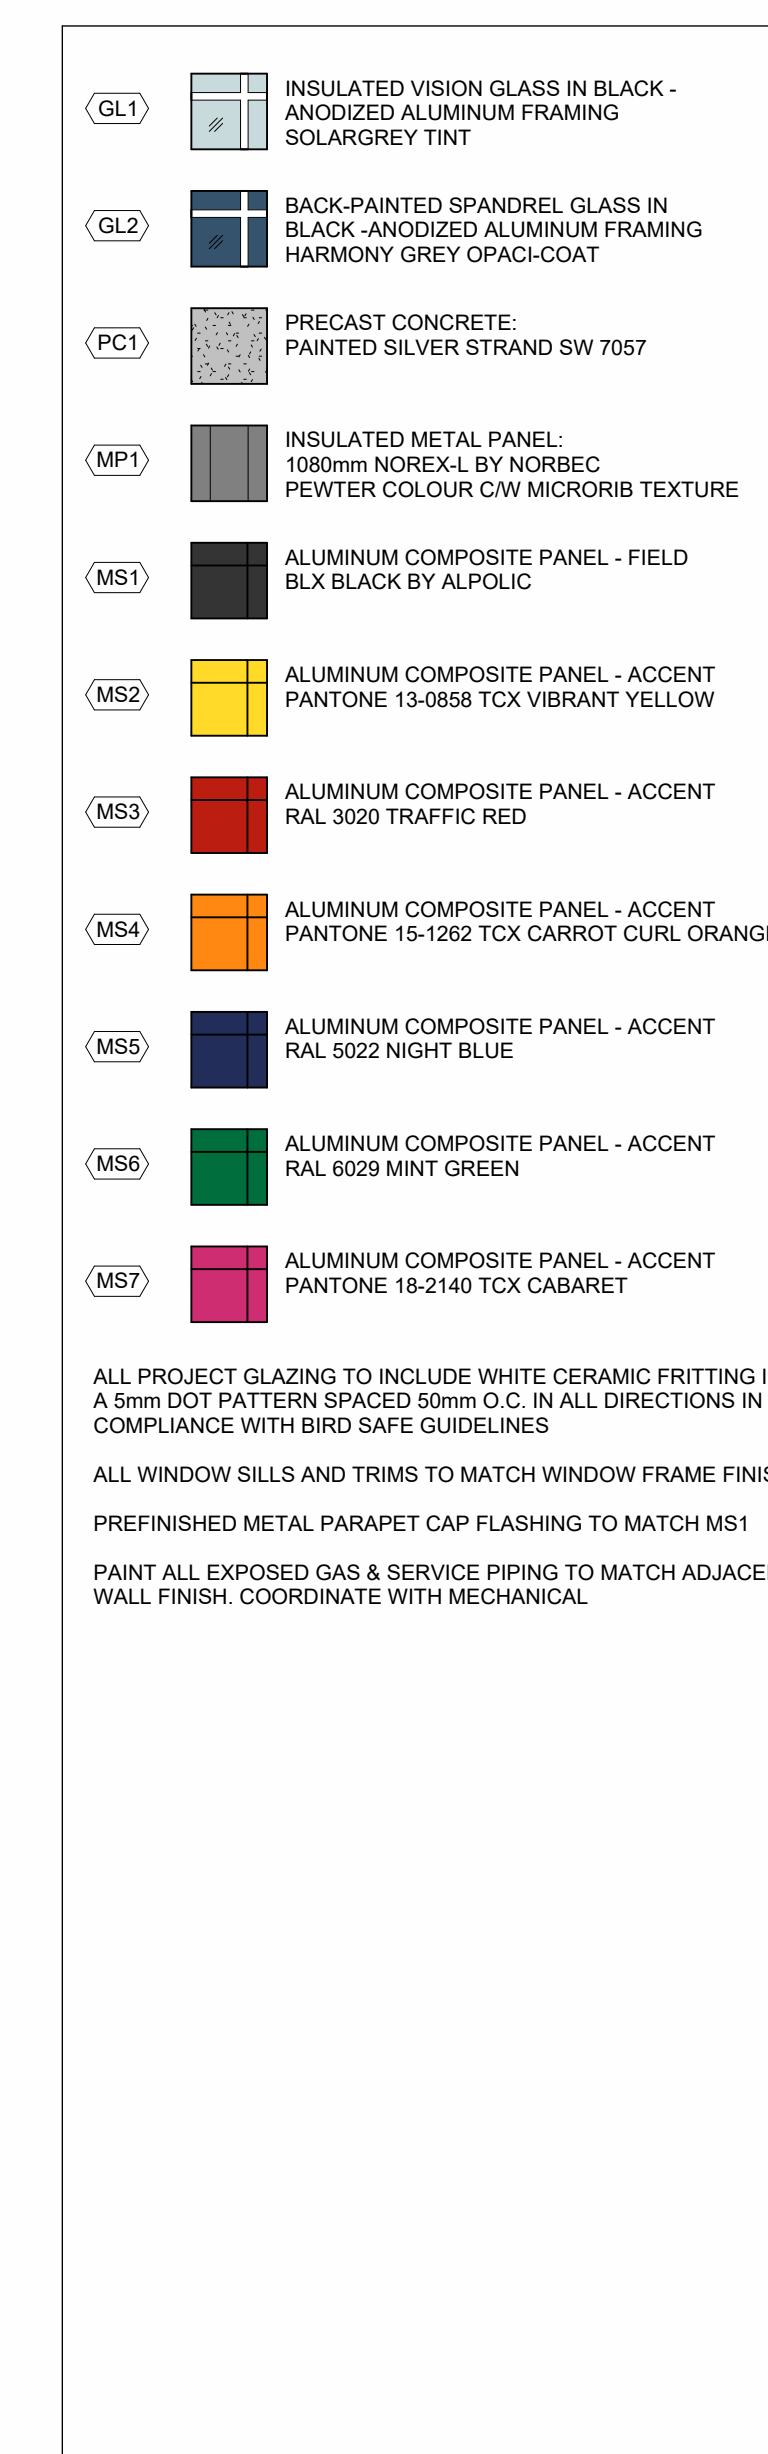 GL1
INSULATED VISION GLASS IN BLACK -
ANODIZED ALUMINUM FRAMING
SOLARGREY TINT
GL2
BACK-PAINTED SPANDREL GLASS IN
BLACK -ANODIZED ALUMINUM FRAMING
HARMONY GREY OPACI-COAT
PC1
PRECAST CONCRETE:
PAINTED SILVER STRAND SW 7057
MP1
INSULATED METAL PANEL:
1080mm NOREX-L BY NORBEC
PEWTER COLOUR C/W MICRORIB TEXTURE
MS1
ALUMINUM COMPOSITE PANEL - FIELD
BLX BLACK BY ALPOLIC
MS2
ALUMINUM COMPOSITE PANEL - ACCENT
PANTONE 13-0858 TCX VIBRANT YELLOW
MS3
ALUMINUM COMPOSITE PANEL - ACCENT
RAL 3020 TRAFFIC RED
MS4
ALUMINUM COMPOSITE PANEL - ACCENT
PANTONE 15-1262 TCX CARROT CURL
MS5
ALUMINUM COMPOSITE PANEL - ACCENT
RAL 5022 NIGHT BLUE
MS6
ALUMINUM COMPOSITE PANEL - ACCENT
RAL 6029 MINT GREEN
MS7
ALUMINUM COMPOSITE PANEL - ACCENT
PANTONE 18-2140 TCX CABARET
ALL PROJECT GLAZING TO INCLUDE WHITE CERAMIC FRITTING
A 5mm DOT PATTERN SPACED 50mm O.C. IN ALL DIRECTIONS IN
COMPLIANCE WITH BIRD SAFE GUIDELINES
ALL WINDOW SILLS AND TRIMS TO MATCH WINDOW FRAME
PREFINISHED METAL PARAPET CAP FLASHING TO MATCH MS1
PAINT ALL EXPOSED GAS & SERVICE PIPING TO MATCH
WALL FINISH. COORDINATE WITH MECHANICAL